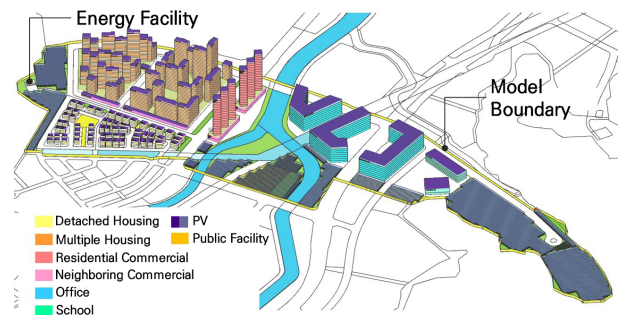 Energy Facility
Model
Boundary
Detached Housing
PV
Multiple Housing
Public Facility
Residential Commercial
Neighboring Commercial
Office
School